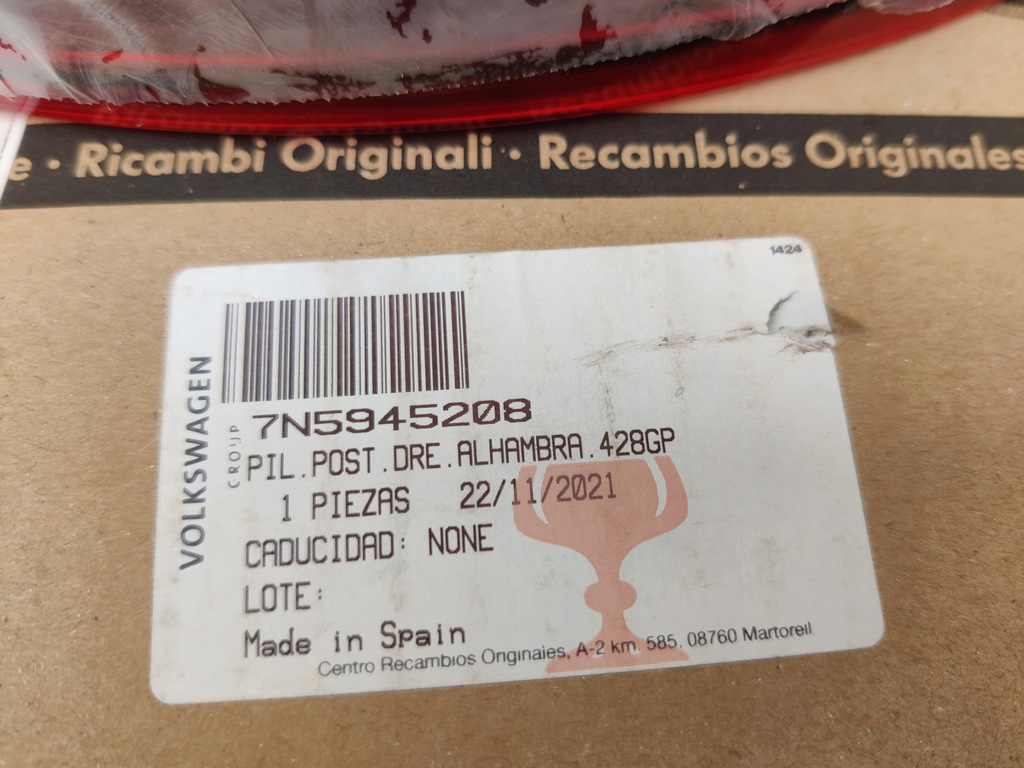 e · Ricambi Originali · Recambios Originales
1424
VOLKSWAGEN
GROUP
7N5945208
PIL.POST.DRE.ALHAMBRA.428GP
1 PIEZAS 22/11/2021
CADUCIDAD: NONE
LOTE:
Made in Spain
Centro Recambios Originales, A-2 km. 585, 08760 Martorell